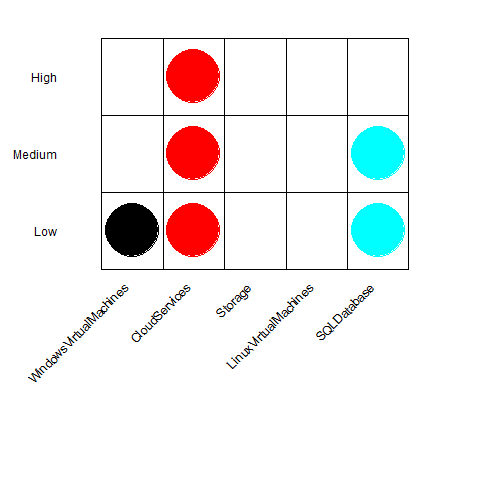 High
Medium
Low
WindowsVirtualMachines
CloudServices
Storage
LinuxVirtualMachines
SQLDatabase